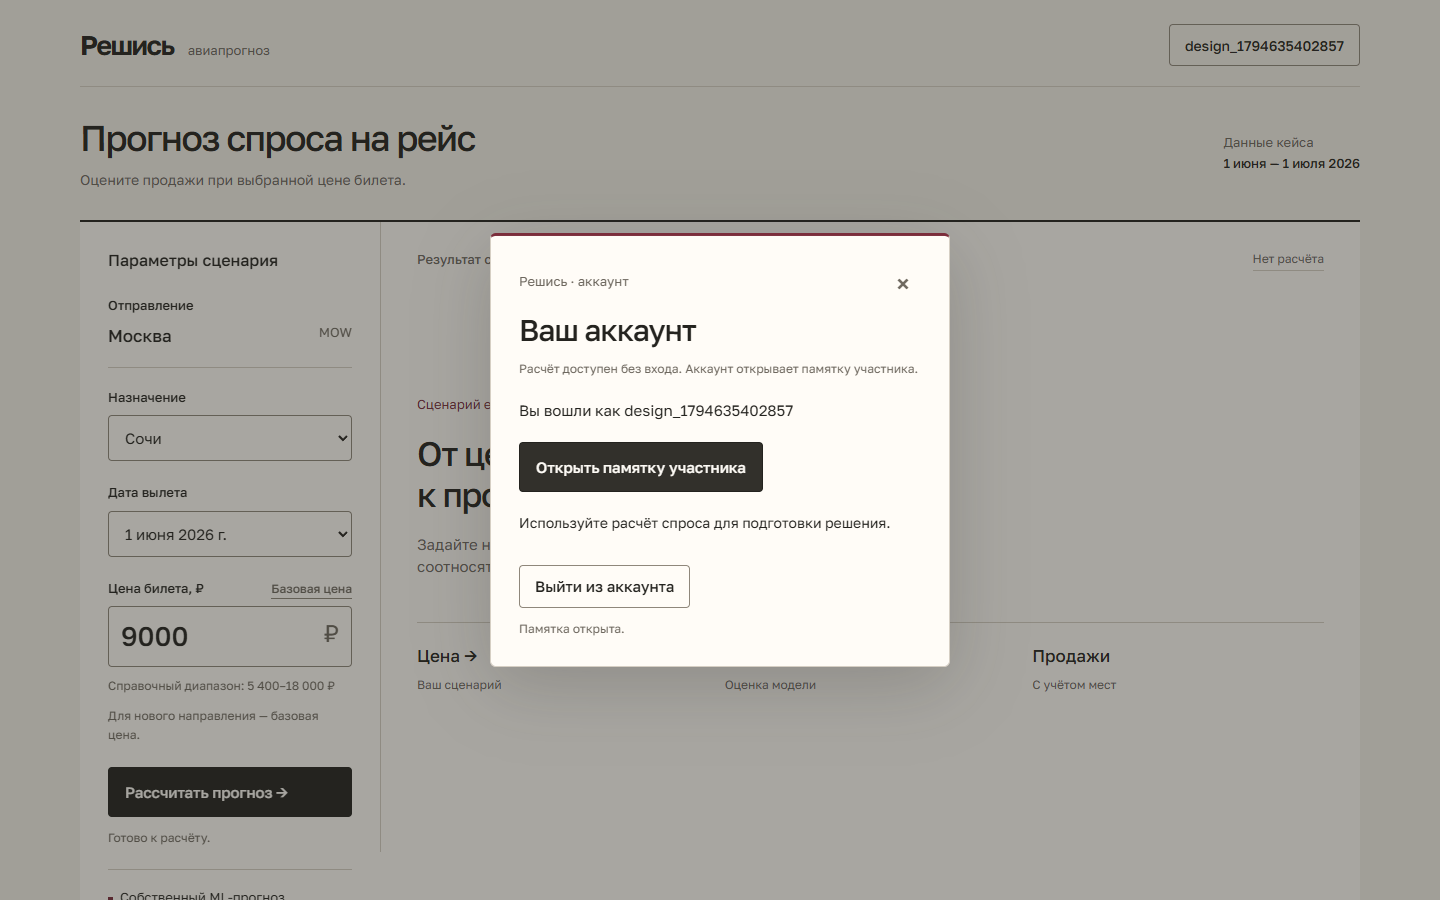 Решись авиапрогноз
design_1794635402857
Прогноз спроса на рейс
Оцените продажи при выбранной цене билета.
Данные кейса
1 июня — 1 июля 2026
Параметры сценария
Отправление
Москва MOW
Назначение
Сочи
Дата вылета
1 июня 2026 г.
Цена билета, ₽ Базовая цена
9000 ₽
Справочный диапазон: 5 400–18 000 ₽
Для нового направления — базовая
цена.
Рассчитать прогноз →
Готово к расчёту.
Собственный ML-прогноз
Результат
Нет расчёта
Сценарий
От
к
Задайте
Цена →
Ваш сценарий
Оценка модели
Продажи
С учётом мест
Решись · аккаунт ×
Ваш аккаунт
Расчёт доступен без входа. Аккаунт открывает памятку участника.
Вы вошли как design_1794635402857
Открыть памятку участника
Используйте расчёт спроса для подготовки решения.
Выйти из аккаунта
Памятка открыта.